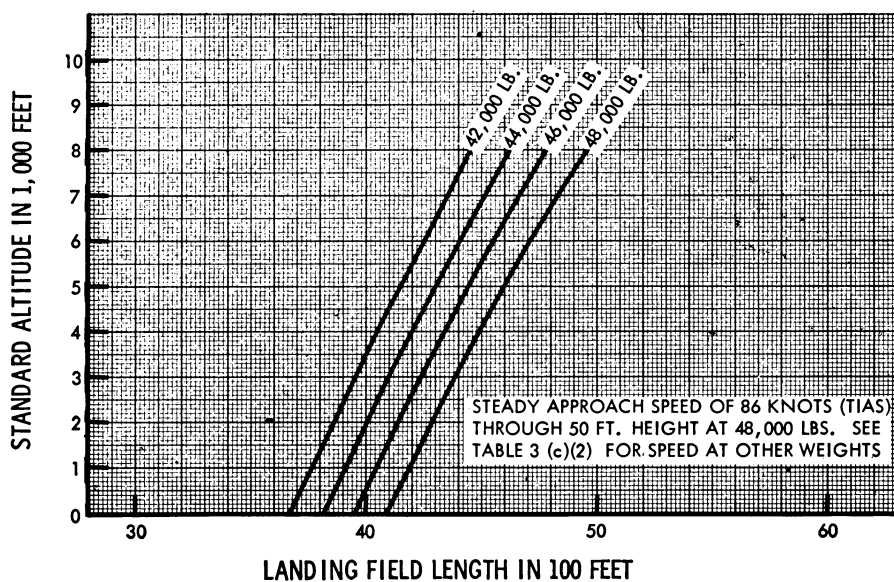 STANDARD ALTITUDE IN 1,000 FEET
10
9
8
7
6
5
4
3
2
1
0
42,000 LB.
44,000 LB.
46,000 LB.
48,000 LB.
STEADY APPROACH SPEED OF 86 KNOTS (TIAS)
THROUGH 50 FT. HEIGHT AT 48,000 LBS. SEE
TABLE 3 (c)(2) FOR SPEED AT OTHER WEIGHTS
30
40
50
60
LANDING FIELD LENGTH IN 100 FEET